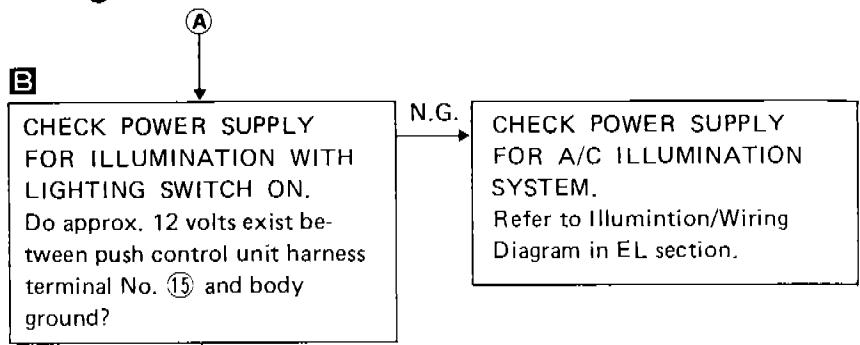 Ⓐ
B
CHECK POWER SUPPLY
FOR ILLUMINATION WITH
LIGHTING SWITCH ON.
Do approx. 12 volts exist be-
tween push control unit harness
terminal No. ⑮ and body
ground?
N.G.
CHECK POWER SUPPLY
FOR A/C ILLUMINATION
SYSTEM.
Refer to Illumintion/Wiring
Diagram in EL section.